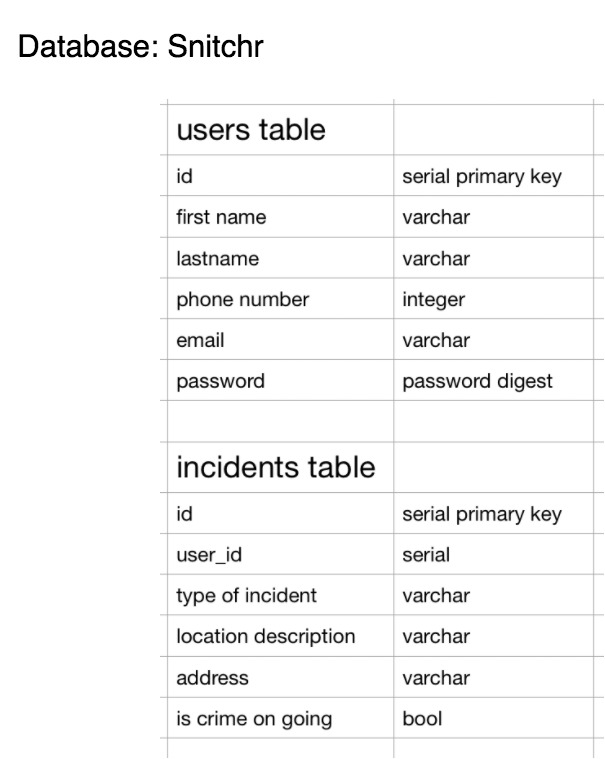 Database: Snitchr
users table
id serial primary key
first name varchar
lastname varchar
phone number integer
email varchar
password password digest
incidents table
id serial primary key
user_id serial
type of incident varchar
location description varchar
address varchar
is crime on going bool